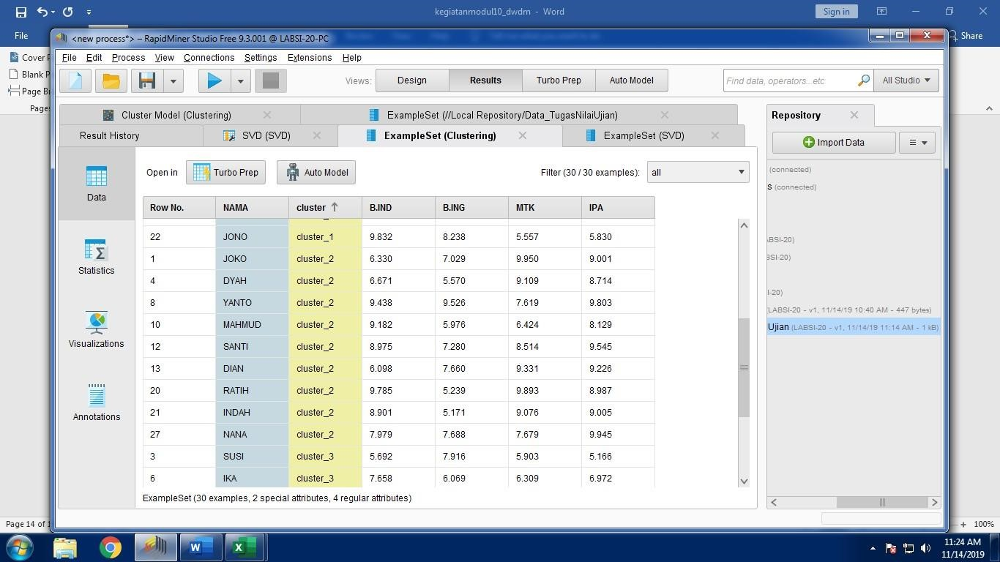 kegiatanmodul10_dwdm - Word
Sign in
File
Share
Cover P
Blank P
Page Br
Pages
<new process*> – RapidMiner Studio Free 9.3.001 @ LABSI-20-PC
File Edit Process View Connections Settings Extensions Help
Views: Design Results Turbo Prep Auto Model
Find data, operators...etc
All Studio
Cluster Model (Clustering)
ExampleSet (//Local Repository/Data_TugasNilaiUjian)
Result History
SVD (SVD)
ExampleSet (Clustering)
ExampleSet (SVD)
Data
Statistics
Visualizations
Annotations
Open in Turbo Prep Auto Model
Filter (30 / 30 examples): all
Row No. NAMA cluster B.IND B.ING MTK IPA
22 JONO cluster_1 9.832 8.238 5.557 5.830
1 JOKO cluster_2 6.330 7.029 9.950 9.001
4 DYAH cluster_2 6.671 5.570 9.109 8.714
8 YANTO cluster_2 9.438 9.526 7.619 9.803
10 MAHMUD cluster_2 9.182 5.976 6.424 8.129
12 SANTI cluster_2 8.975 7.280 8.514 9.545
13 DIAN cluster_2 6.098 7.660 9.331 9.226
20 RATIH cluster_2 9.785 5.239 9.893 8.987
21 INDAH cluster_2 8.901 5.171 9.076 9.005
27 NANA cluster_2 7.979 7.688 7.679 9.945
3 SUSI cluster_3 5.692 7.916 5.903 5.166
6 IKA cluster_3 7.658 6.069 6.309 6.972
ExampleSet (30 examples, 2 special attributes, 4 regular attributes)
Repository
Import Data
(connected)
s (connected)
ABSI-20)
BSI-20)
I-20)
LABSI-20 - v1, 11/14/19 10:40 AM - 447 bytes)
Ujian (LABSI-20 - v1, 11/14/19 11:14 AM - 1 kB)
Page 14 of 1
100%
11:24 AM
11/14/2019